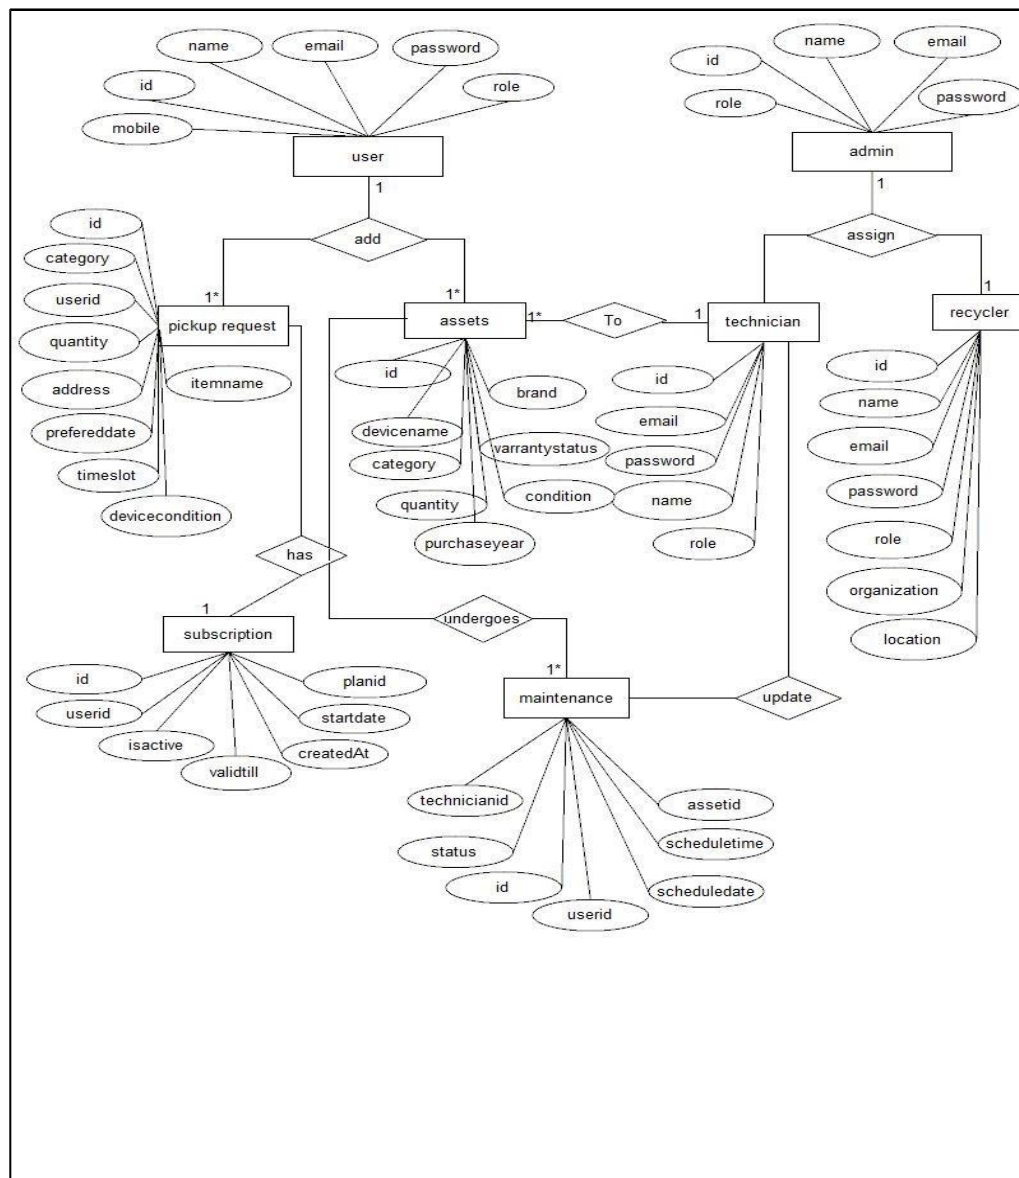 name
email
password
id
role
mobile
user
1
name
email
id
role
password
admin
1
add
assign
id
category
userid
quantity
address
prefereddate
timeslot
devicecondition
itemname
1*
pickup request
1*
assets
1*
To
1
technician
1
recycler
id
brand
devicename
varrantystatus
category
condition
quantity
purchaseyear
id
email
password
name
role
id
name
email
password
role
organization
location
has
1
subscription
undergoes
1*
maintenance
update
id
planid
userid
startdate
isactive
createdAt
validtill
technicianid
assetid
status
scheduletime
id
scheduledate
userid